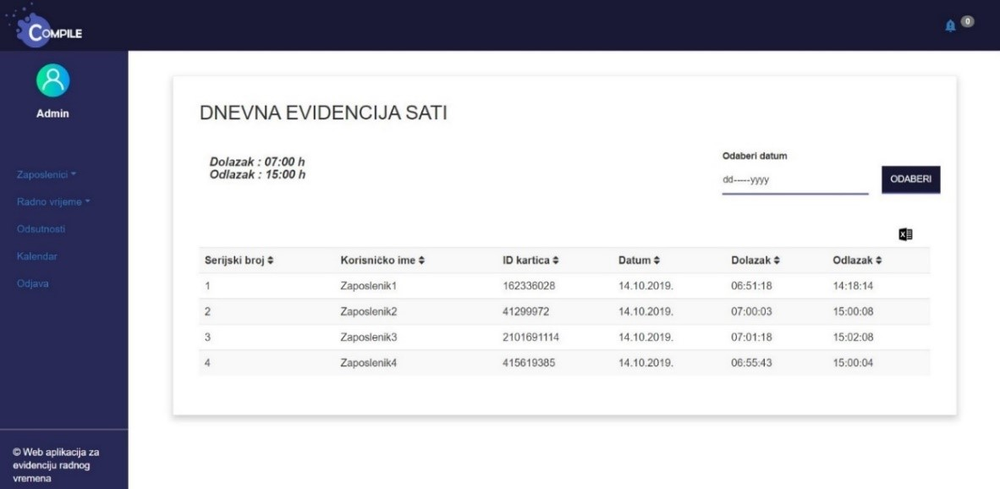 COMPILE
0
Admin
Zaposlenici
Radno vrijeme
Odsutnosti
Kalendar
Odjava
© Web aplikacija za
evidenciju radnog
vremena
DNEVNA EVIDENCIJA SATI
Dolazak : 07:00 h
Odlazak : 15:00 h
Odaberi datum
dd-----yyyy
ODABERI
Serijski broj Korisničko ime ID kartica Datum Dolazak Odlazak
1 Zaposlenik1 162336028 14.10.2019. 06:51:18 14:18:14
2 Zaposlenik2 41299972 14.10.2019. 07:00:03 15:00:08
3 Zaposlenik3 2101691114 14.10.2019. 07:01:18 15:02:08
4 Zaposlenik4 415619385 14.10.2019. 06:55:43 15:00:04